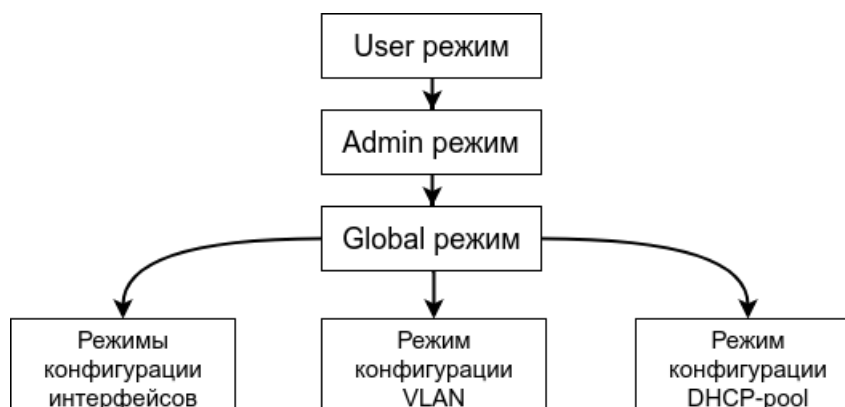 User режим
Admin режим
Global режим
Режимы
конфигурации
интерфейсов
Режим
конфигурации
VLAN
Режим
конфигурации
DHCP-pool